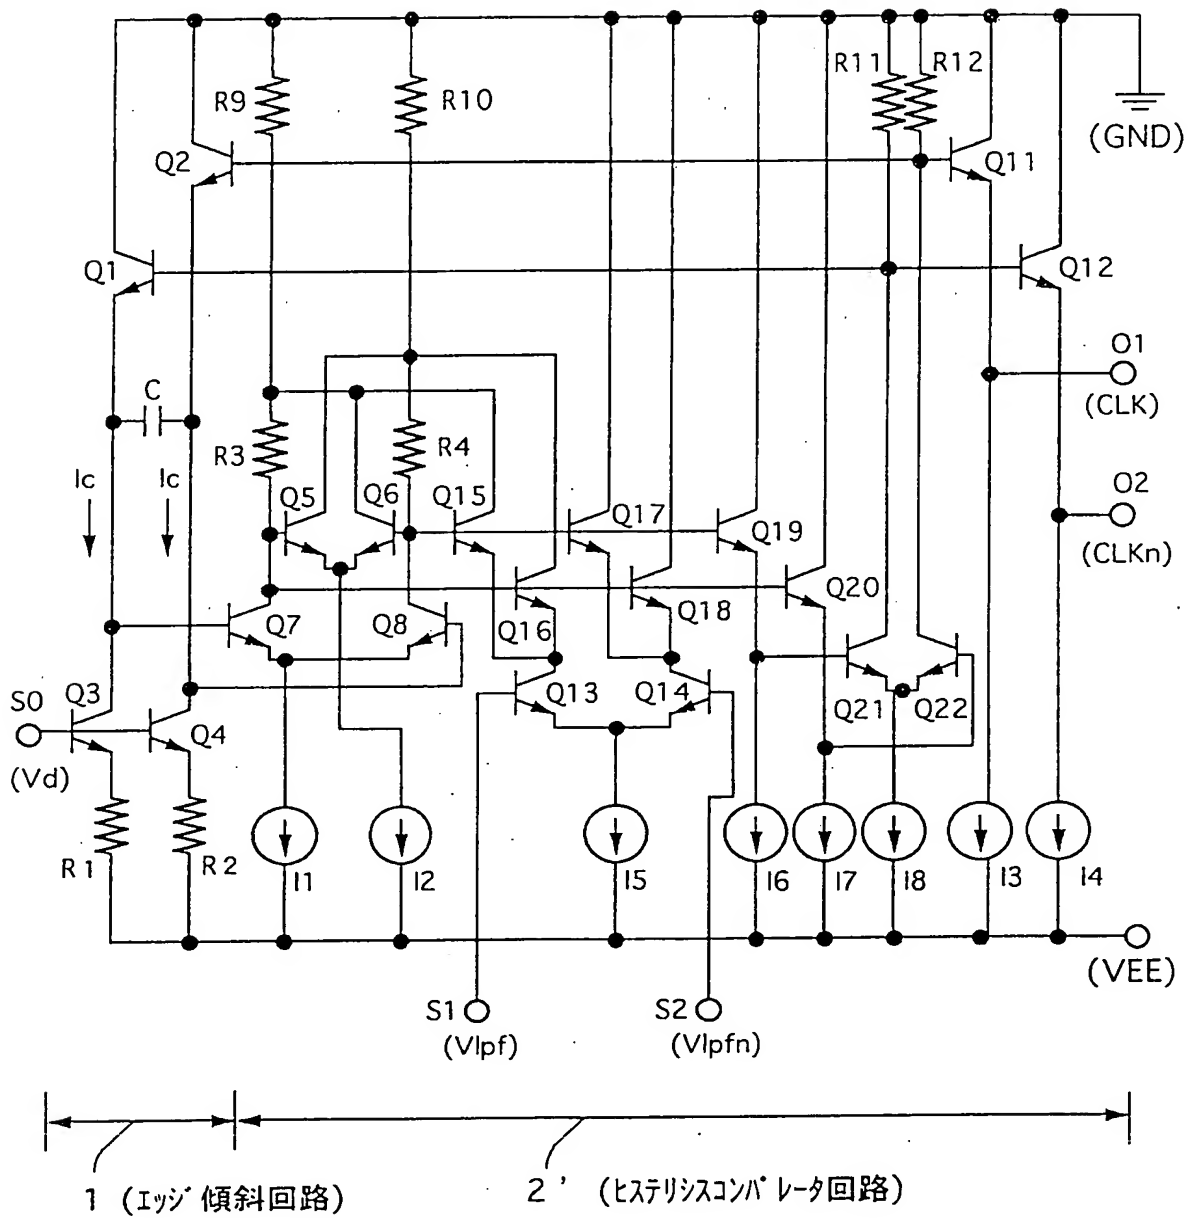 R9
R10
R11
R12
(GND)
Q2
Q11
Q1
Q12
O1
(CLK)
C
R3
R4
Ic
Ic
Q5
Q6
Q15
Q17
Q19
O2
(CLKn)
Q7
Q8
Q16
Q18
Q20
Q3
Q4
Q13
Q14
Q21
Q22
S0
(Vd)
R1
R2
I1
I2
I5
I6
I7
I8
I3
I4
(VEE)
S1
(Vlpf)
S2
(Vlpfn)
1 (ｴｯｼﾞ傾斜回路)
2' (ﾋｽﾃﾘｼｽｺﾝﾊﾟﾚｰﾀ回路)